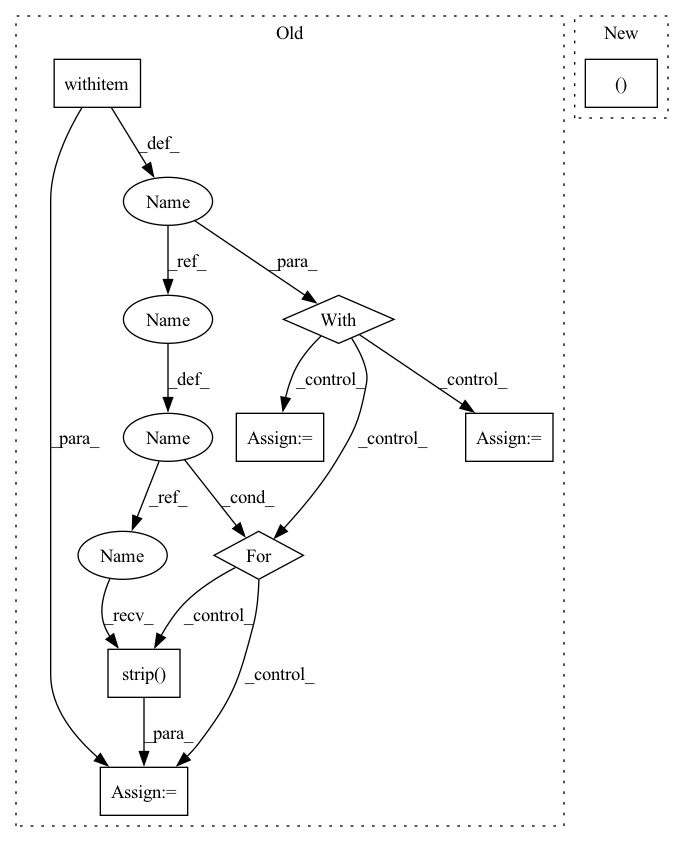 Old
New
withitem
()
_def_
Name
_ref_
_para_
Name
With
_def_
_control_
_control_
_para_
Name
Assign:=
_control_
Assign:=
_ref_
_cond_
Name
For
_recv_
_control_
strip()
_control_
_para_
Assign:=